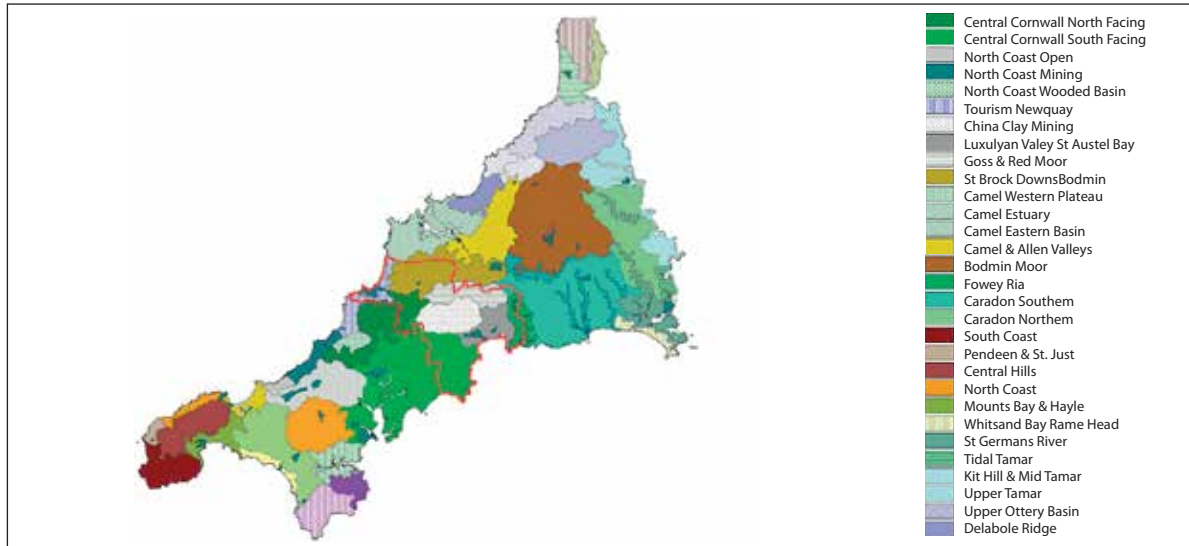 Central Cornwall North Facing
Central Cornwall South Facing
North Coast Open
North Coast Mining
North Coast Wooded Basin
Tourism Newquay
China Clay Mining
Luxulyan Valey St Austel Bay
Goss & Red Moor
St Brock DownsBodmin
Camel Western Plateau
Camel Estuary
Camel Eastern Basin
Camel & Allen Valleys
Bodmin Moor
Fowey Ria
Caradon Southem
Caradon Northem
South Coast
Pendeen & St. Just
Central Hills
North Coast
Mounts Bay & Hayle
Whitsand Bay Rame Head
St Germans River
Tidal Tamar
Kit Hill & Mid Tamar
Upper Tamar
Upper Ottery Basin
Delabole Ridge